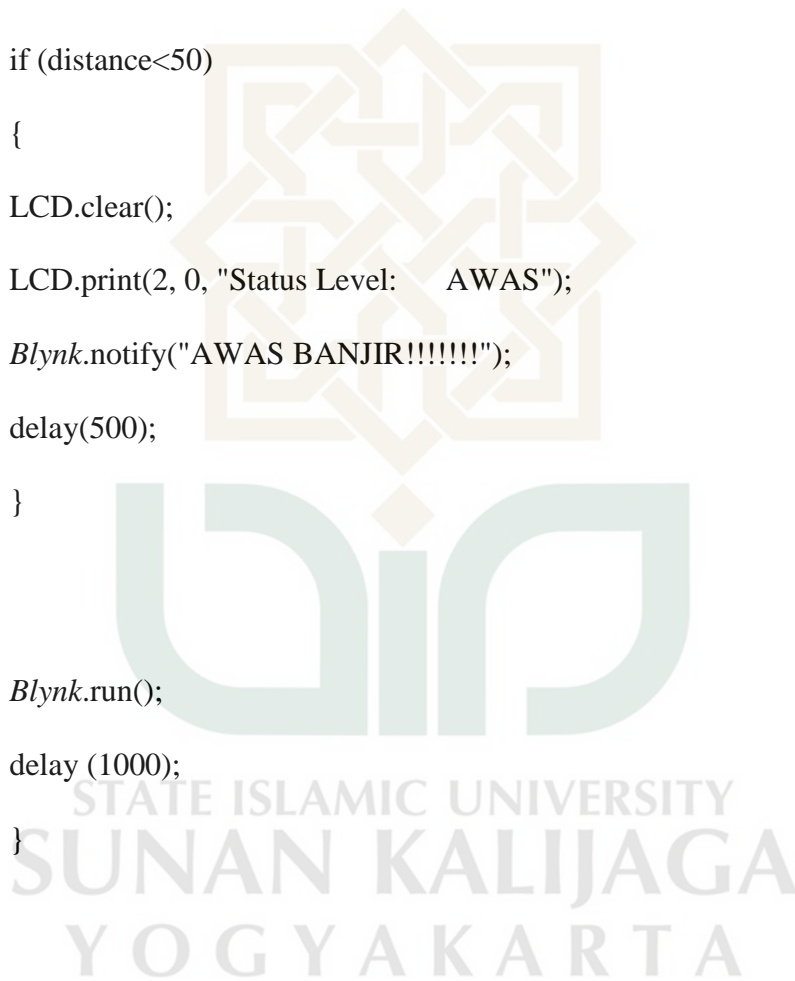 if (distance<50)
{
LCD.clear();
LCD.print(2, 0, "Status Level:      AWAS");
Blynk.notify("AWAS BANJIR!!!!!!!");
delay(500);
}
Blynk.run();
delay (1000);
STATE ISLAMIC UNIVERSITY
}
SUNAN KALIJAGA
YOGYAKARTA